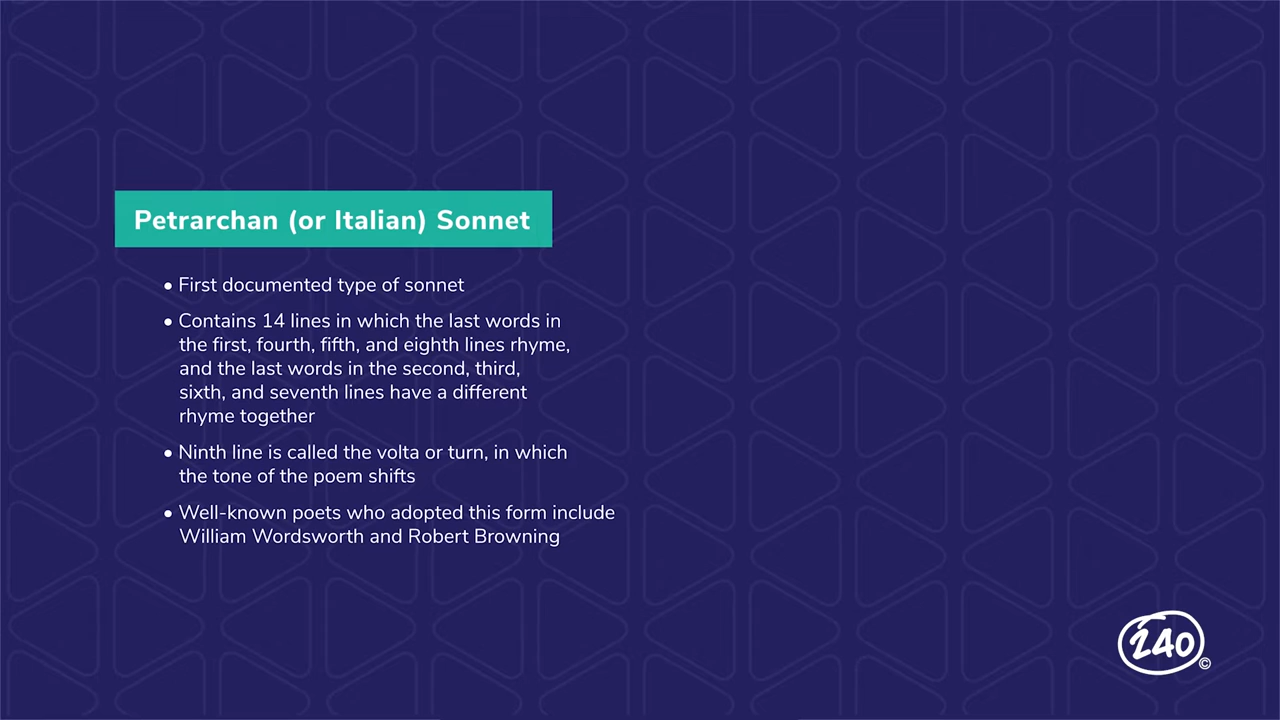 Petrarchan (or Italian) Sonnet
• First documented type of sonnet
• Contains 14 lines in which the last words in
the first, fourth, fifth, and eighth lines rhyme,
and the last words in the second, third,
sixth, and seventh lines have a different
rhyme together
• Ninth line is called the volta or turn, in which
the tone of the poem shifts
• Well-known poets who adopted this form include
William Wordsworth and Robert Browning
240
©